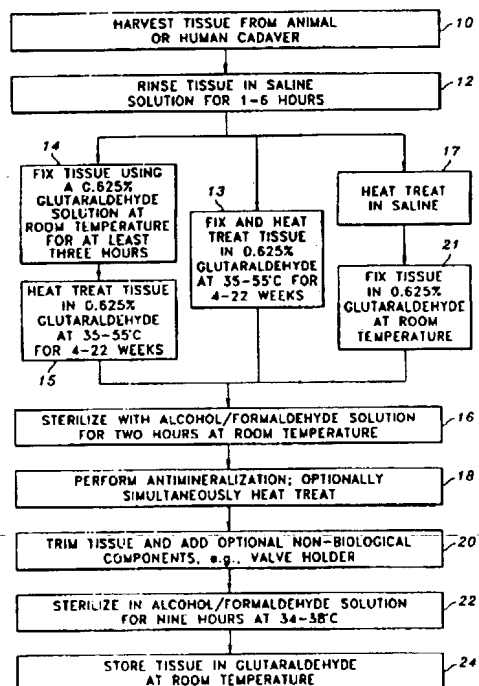 HARVEST TISSUE FROM ANIMAL
OR HUMAN CADAVER
10
RINSE TISSUE IN SALINE
SOLUTION FOR 1-6 HOURS
12
14
FIX TISSUE USING
A 0.625%
GLUTARALDEHYDE
SOLUTION AT
ROOM TEMPERATURE
FOR AT LEAST
THREE HOURS
HEAT TREAT TISSUE
IN 0.625%
GLUTARALDEHYDE
AT 35-55°C
FOR 4-22 WEEKS
15
13
FIX AND HEAT
TREAT TISSUE
IN 0.625%
GLUTARALDEHYDE
AT 35-55°C FOR
4-22 WEEKS
17
HEAT TREAT
IN SALINE
21
FIX TISSUE
IN 0.625%
GLUTARALDEHYDE
AT ROOM
TEMPERATURE
STERILIZE WITH ALCOHOL/FORMALDEHYDE SOLUTION
FOR TWO HOURS AT ROOM TEMPERATURE
16
PERFORM ANTIMINERALIZATION; OPTIONALLY
SIMULTANEOUSLY HEAT TREAT
18
TRIM TISSUE AND ADD OPTIONAL NON-BIOLOGICAL
COMPONENTS, e.g., VALVE HOLDER
20
STERILIZE IN ALCOHOL/FORMALDEHYDE SOLUTION
FOR NINE HOURS AT 34-38°C
22
STORE TISSUE IN GLUTARALDEHYDE
AT ROOM TEMPERATURE
24